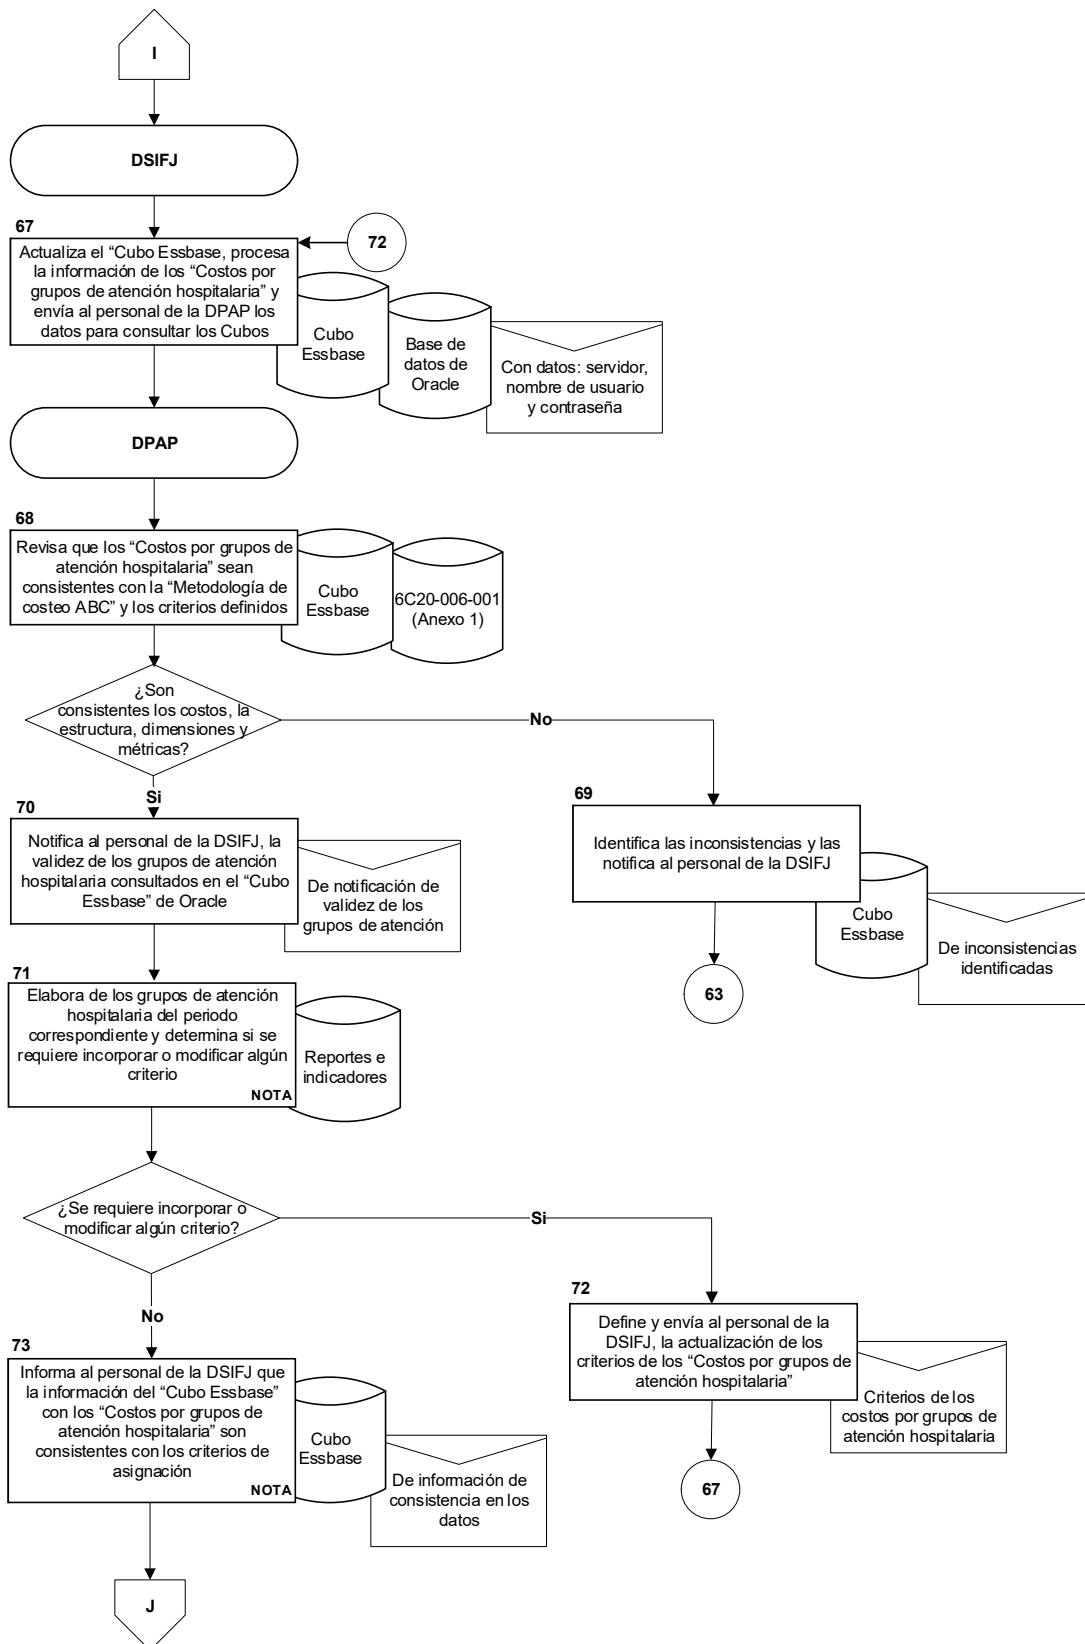 I
DSIFJ
67
72
Actualiza el “Cubo Essbase, procesa
la información de los “Costos por
grupos de atención hospitalaria” y
envía al personal de la DPAP los
datos para consultar los Cubos
Cubo
Essbase
Base de
datos de
Oracle
Con datos: servidor,
nombre de usuario
y contraseña
DPAP
68
Revisa que los “Costos por grupos de
atención hospitalaria” sean
consistentes con la “Metodología de
costeo ABC” y los criterios definidos
Cubo
Essbase
6C20-006-001
(Anexo 1)
¿Son
consistentes los costos, la
estructura, dimensiones y
métricas?
No
Si
69
Identifica las inconsistencias y las
notifica al personal de la DSIFJ
Cubo
Essbase
De inconsistencias
identificadas
63
70
Notifica al personal de la DSIFJ, la
validez de los grupos de atención
hospitalaria consultados en el “Cubo
Essbase” de Oracle
De notificación de
validez de los
grupos de atención
71
Elabora de los grupos de atención
hospitalaria del periodo
correspondiente y determina si se
requiere incorporar o modificar algún
criterio
NOTA
Reportes e
indicadores
¿Se requiere incorporar o
modificar algún criterio?
Si
No
72
Define y envía al personal de la
DSIFJ, la actualización de los
criterios de los “Costos por grupos de
atención hospitalaria”
Criterios de los
costos por grupos de
atención hospitalaria
67
73
Informa al personal de la DSIFJ que
la información del “Cubo Essbase”
con los “Costos por grupos de
atención hospitalaria” son
consistentes con los criterios de
asignación
NOTA
Cubo
Essbase
De información de
consistencia en los
datos
J